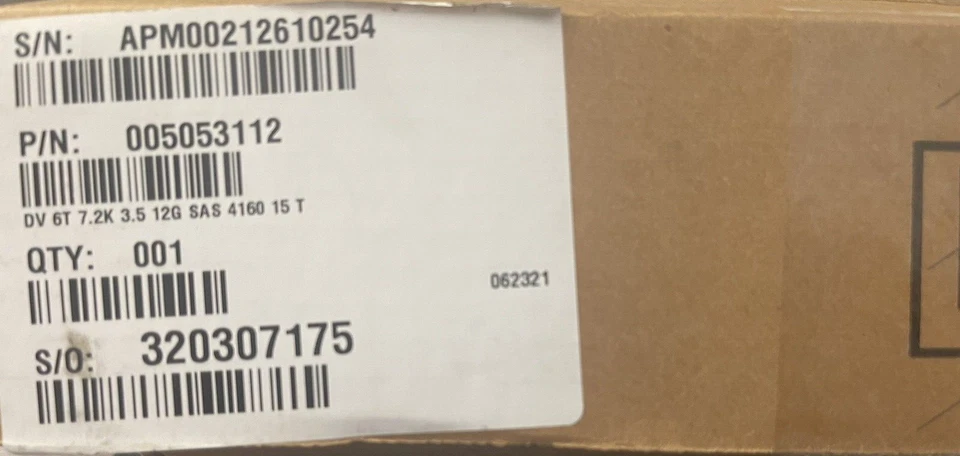 S/N: APM00212610254
P/N: 005053112
DV 6T 7.2K 3.5 12G SAS 4160 15 T
QTY: 001
062321
S/O: 320307175